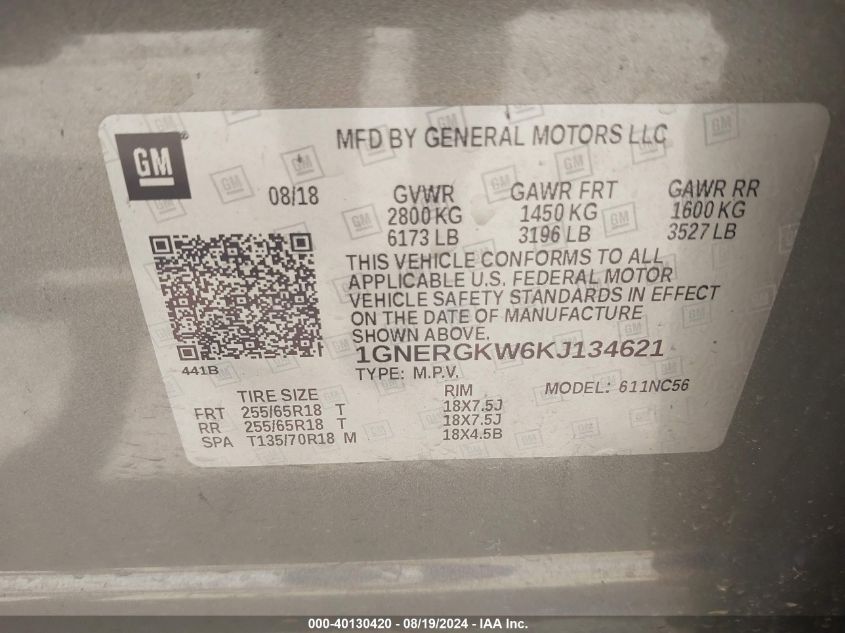 GM
MFD BY GENERAL MOTORS LLC
08/18
GVWR GAWR FRT GAWR RR
2800 KG 1450 KG 1600 KG
6173 LB 3196 LB 3527 LB
THIS VEHICLE CONFORMS TO ALL
APPLICABLE U.S. FEDERAL MOTOR
VEHICLE SAFETY STANDARDS IN EFFECT
ON THE DATE OF MANUFACTURE
SHOWN ABOVE.
1GNERGKW6KJ134621
441B
TYPE: M.P.V.
TIRE SIZE RIM MODEL: 611NC56
FRT 255/65R18 T 18X7.5J
RR 255/65R18 T 18X7.5J
SPA T135/70R18 M 18X4.5B
000-40130420 - 08/19/2024 - IAA Inc.